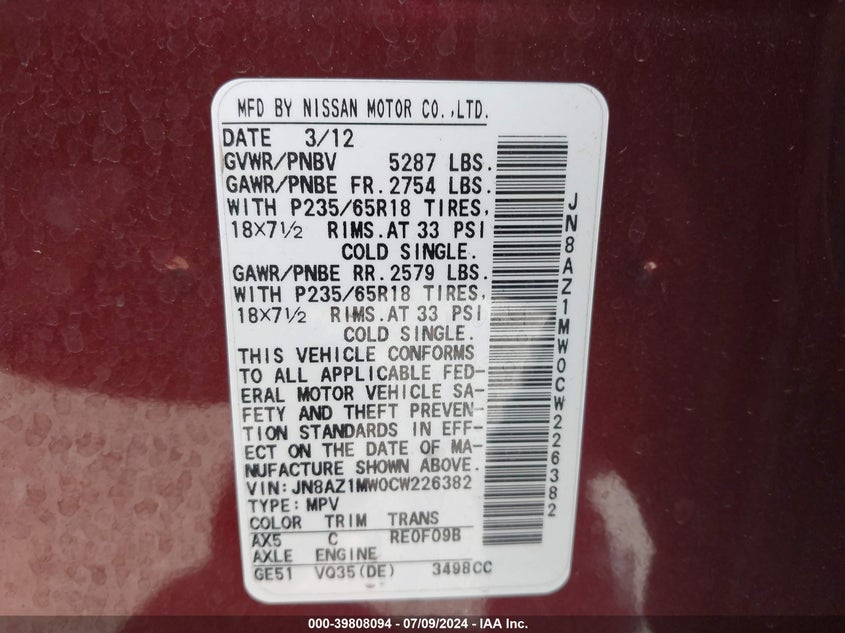 MFD BY NISSAN MOTOR CO.,LTD.
DATE 3/12
GVWR/PNBV 5287 LBS.
GAWR/PNBE FR. 2754 LBS.
WITH P235/65R18 TIRES,
18×7½ RIMS.AT 33 PSI
COLD SINGLE.
GAWR/PNBE RR. 2579 LBS.
WITH P235/65R18 TIRES,
18×7½ RIMS.AT 33 PSI
COLD SINGLE.
THIS VEHICLE CONFORMS
TO ALL APPLICABLE FED-
ERAL MOTOR VEHICLE SA-
FETY AND THEFT PREVEN-
TION STANDARDS IN EFF-
ECT ON THE DATE OF MA-
NUFACTURE SHOWN ABOVE.
VIN:JN8AZ1MW0CW226382
TYPE:MPV
COLOR TRIM TRANS
AX5 C RE0F09B
AXLE ENGINE
GE51 VQ35(DE) 3498CC
JN8AZ1MW0CW226382
000-39808094 / 07/09/2024 - IAA Inc.